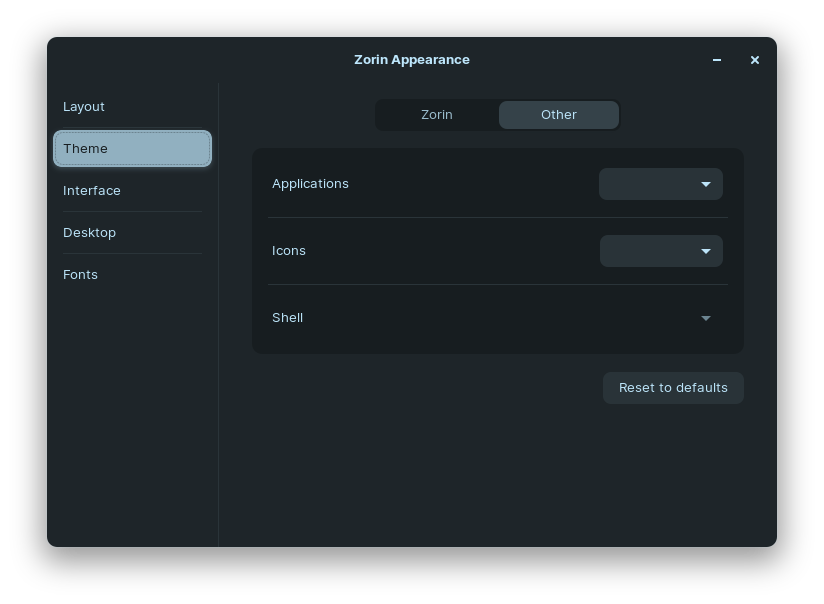 Zorin Appearance
Layout
Theme
Interface
Desktop
Fonts
Zorin
Other
Applications
Icons
Shell
Reset to defaults